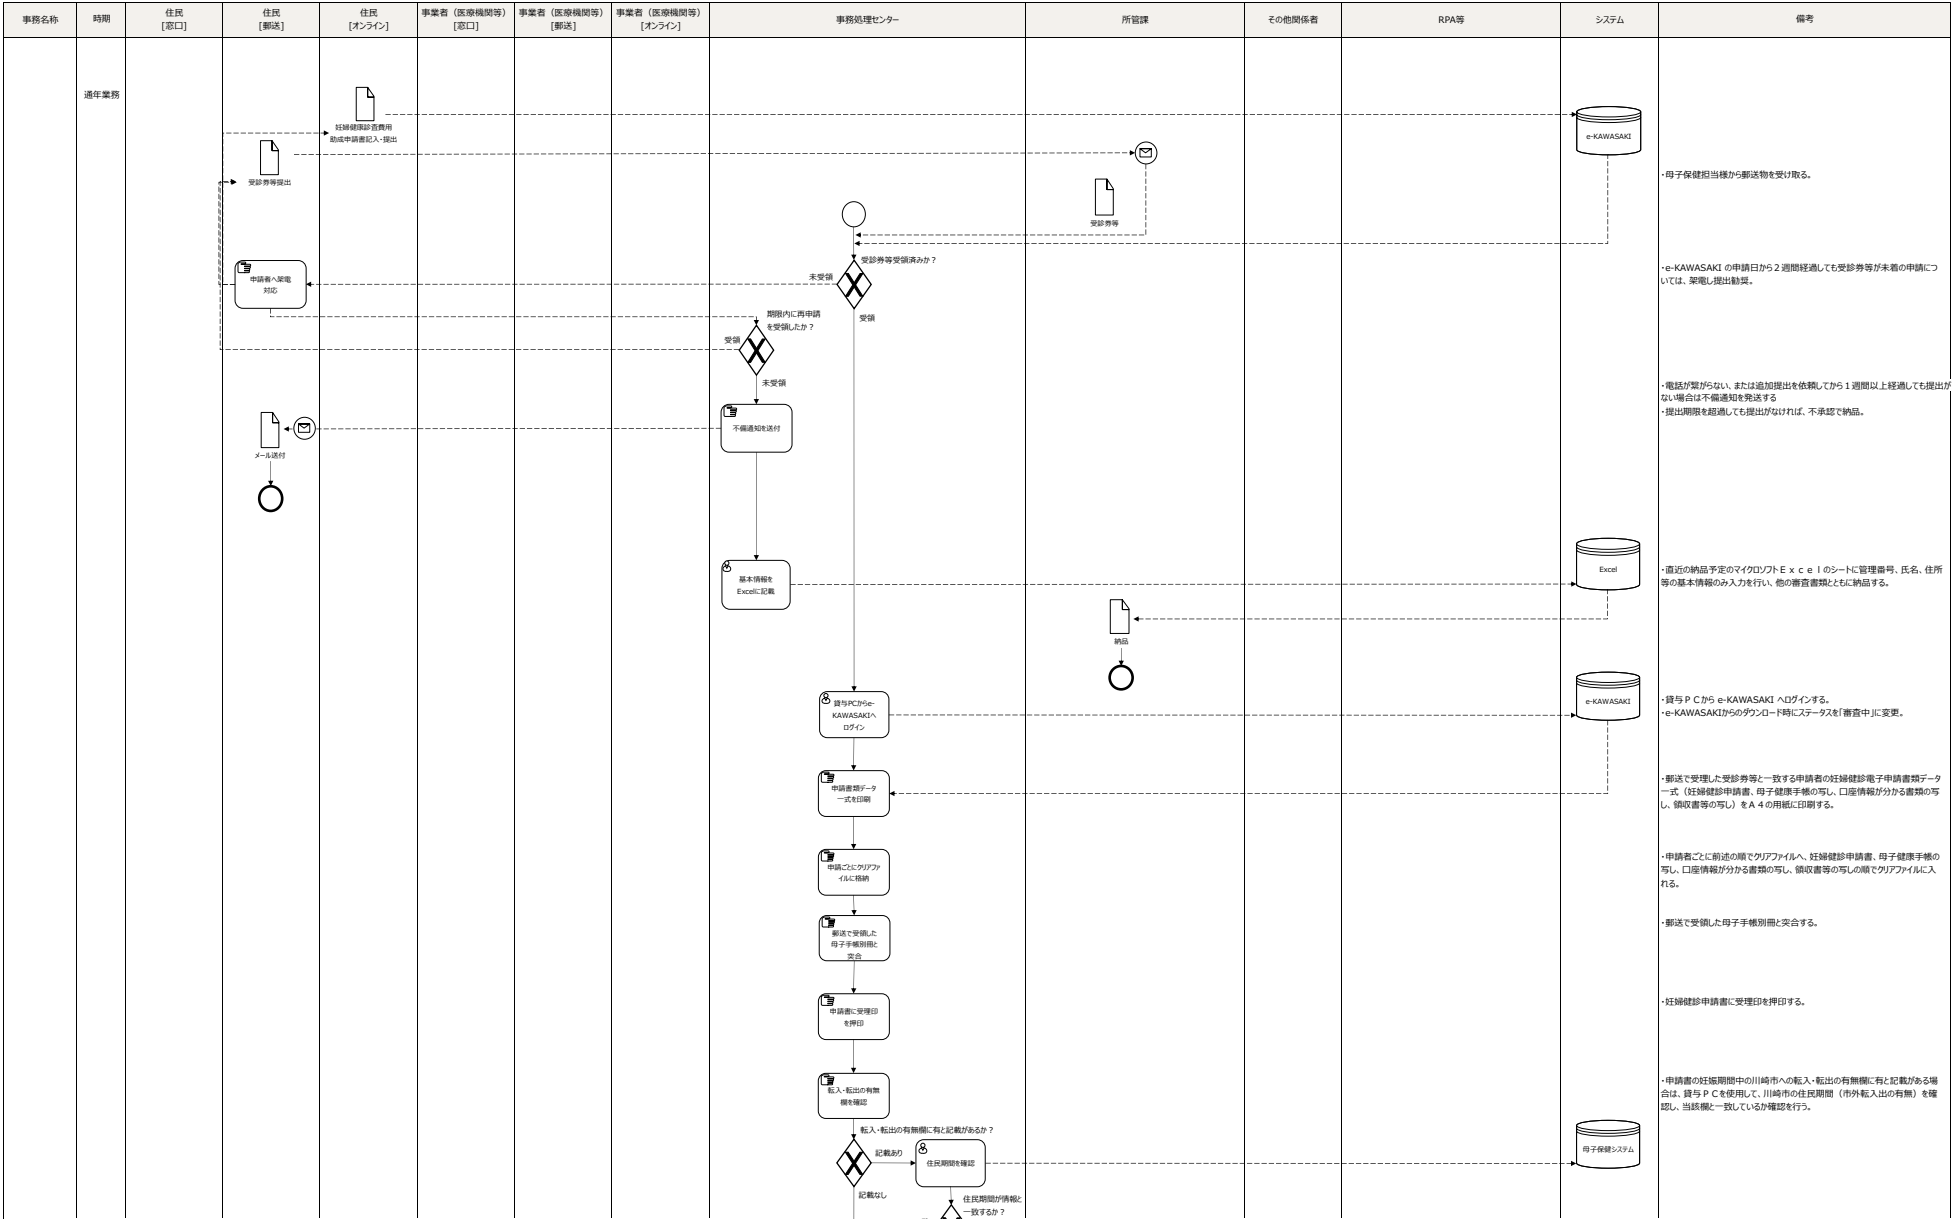 事務名称
時期
住民
[窓口]
住民
[郵送]
住民
[オンライン]
事業者（医療機関等）
[窓口]
事業者（医療機関等）
[郵送]
事業者（医療機関等）
[オンライン]
事務処理センター
所管課
その他関係者
RPA等
システム
備考
通年業務
妊婦健康診査費用
助成申請書記入・提出
e-KAWASAKI
受診券等提出
・母子保健担当様から郵送物を受け取る。
受診券等
受診券等受領済みか？
未受領
申請者へ架電
対応
・e-KAWASAKI の申請日から２週間経過しても受診券等が未着の申請につ
いては、架電し提出勧奨。
受領
期限内に再申請
を受領したか？
受領
未受領
・電話が繋がらない、または追加提出を依頼してから１週間以上経過しても提出が
ない場合は不備通知を発送する
・提出期限を超過しても提出がなければ、不承認で納品。
不備通知を送付
メール送付
基本情報を
Excelに記載
Excel
・直近の納品予定のマイクロソフトＥｘｃｅｌのシートに管理番号、氏名、住所
等の基本情報のみ入力を行い、他の審査書類とともに納品する。
納品
貸与PCからe-
KAWASAKIへ
ログイン
e-KAWASAKI
・貸与ＰＣから e-KAWASAKI へログインする。
・e-KAWASAKIからのダウンロード時にステータスを「審査中」に変更。
申請書類データ
一式を印刷
・郵送で受理した受診券等と一致する申請者の妊婦健診電子申請書類データ
一式（妊婦健診申請書、母子健康手帳の写し、口座情報が分かる書類の写
し、領収書等の写し）をＡ４の用紙に印刷する。
申請ごとにクリアファ
イルに格納
・申請者ごとに前述の順でクリアファイルへ、妊婦健診申請書、母子健康手帳の
写し、口座情報が分かる書類の写し、領収書等の写しの順でクリアファイルに入
れる。
郵送で受領した
母子手帳別冊と
突合
・郵送で受領した母子手帳別冊と突合する。
申請書に受理印
を押印
・妊婦健診申請書に受理印を押印する。
転入・転出の有無
欄を確認
・申請書の妊娠期間中の川崎市への転入・転出の有無欄に有と記載がある場
合は、貸与ＰＣを使用して、川崎市の住民期間（市外転入出の有無）を確
認し、当該欄と一致しているか確認を行う。
転入・転出の有無欄に有と記載があるか？
記載あり
住民期間を確認
母子保健システム
記載なし
住民期間が情報と
一致するか？